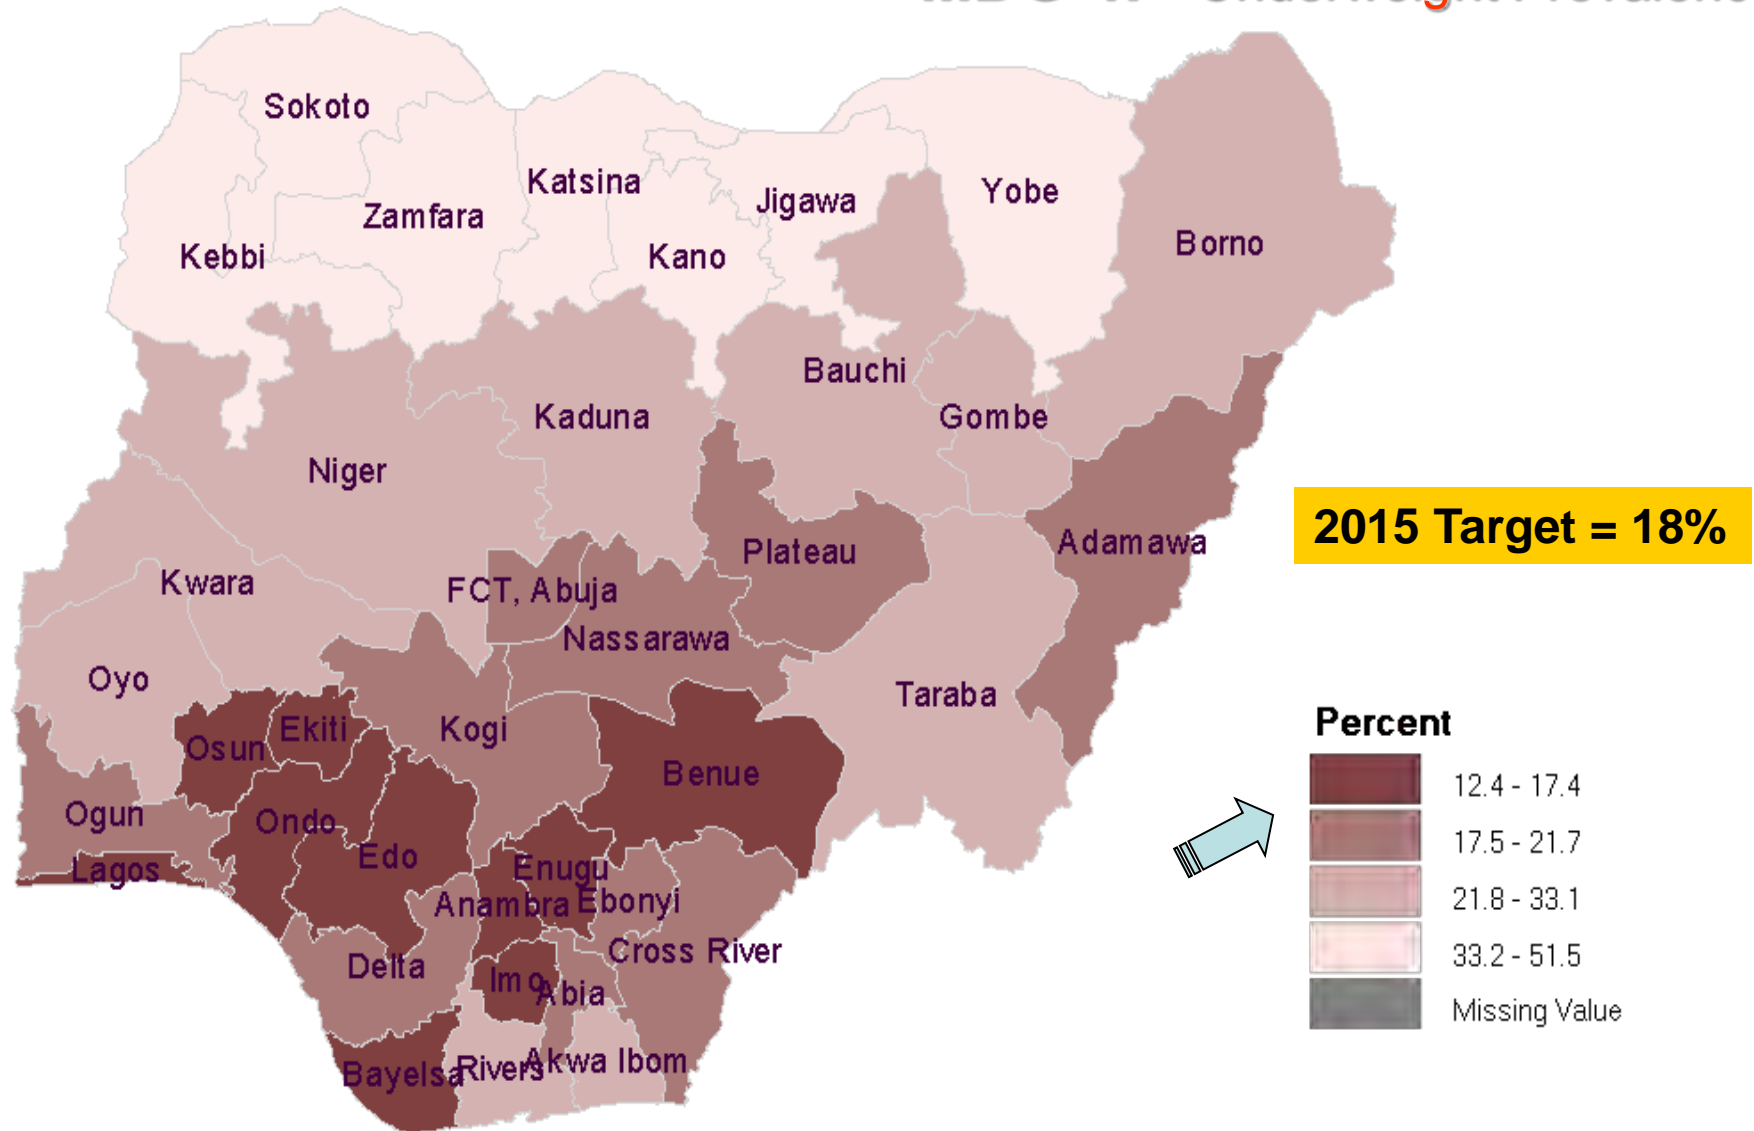 Sokoto
Katsina
Yobe
Jigawa
Zamfara
Borno
Kebbi
Kano
Bauchi
Kaduna
Gombe
Niger
2015 Target = 18%
Adamawa
Plateau
Kwara
FCT, Abuja
Nassarawa
Oyo
Taraba
Percent
Ekiti
Kogi
Osun
Benue
12.4 - 17.4
Ogun
Ondo
17.5 - 21.7
Edo
Lagos
Enugu
Anambra
Ebonyi
21.8 - 33.1
Cross River
33.2 - 51.5
Delta
Imo
Abia
Missing Value
Rivers
Akwa Ibom
Bayelsa